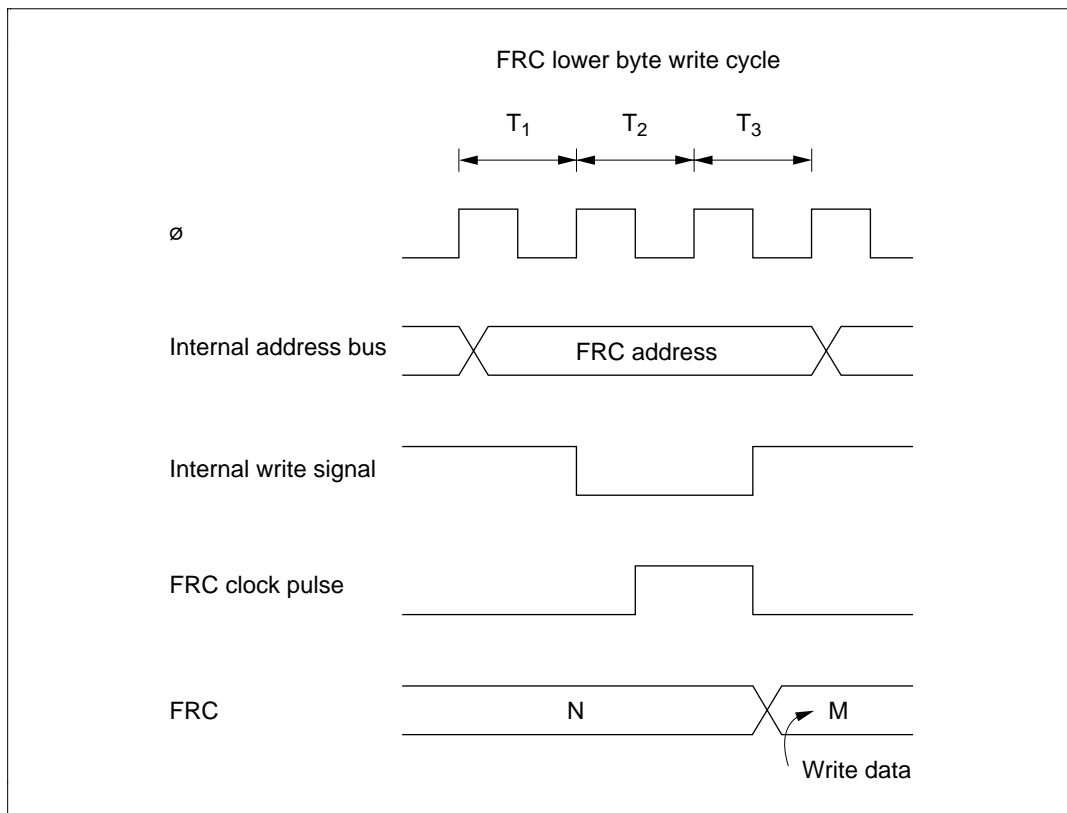 FRC lower byte write cycle
T1 T2 T3
ø
Internal address bus
FRC address
Internal write signal
FRC clock pulse
FRC
N
M
Write data